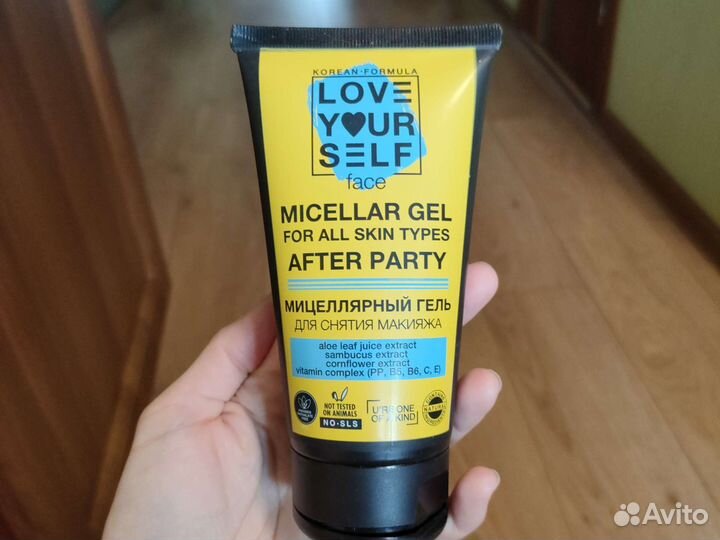 KOREAN·FORMULA
LOVE
YOUR
SELF
face
MICELLAR GEL
FOR ALL SKIN TYPES
AFTER PARTY
МИЦЕЛЛЯРНЫЙ ГЕЛЬ
ДЛЯ СНЯТИЯ МАКИЯЖА
aloe leaf juice extract
sambucus extract
cornflower extract
vitamin complex (PP, B5, B6, C, E)
NOT TESTED
ON ANIMALS
NO·SLS
U'RE ONE
OF A KIND
NATURAL
Avito